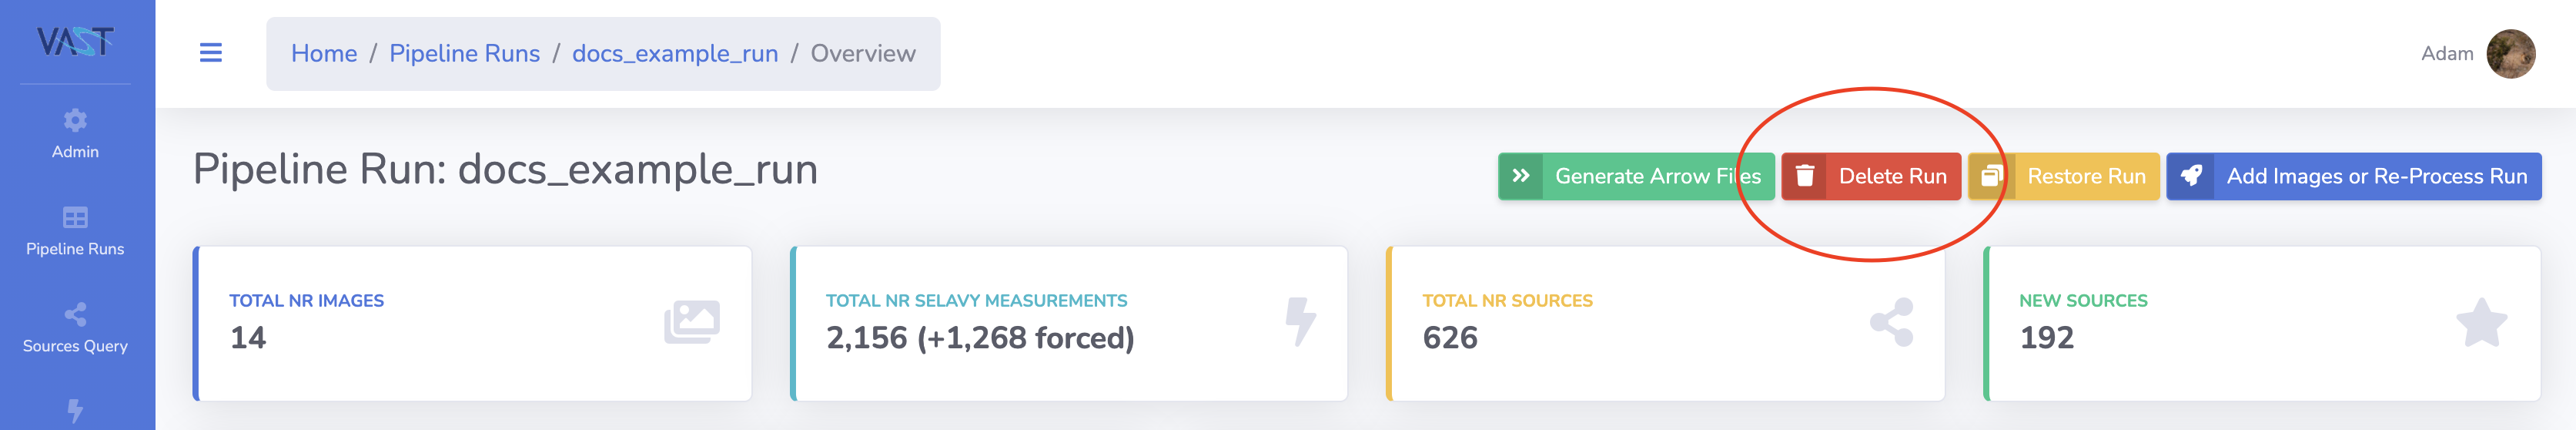 VAST
Home / Pipeline Runs / docs_example_run / Overview
Adam
Admin
Pipeline Runs
Sources Query
Pipeline Run: docs_example_run
Generate Arrow Files
Delete Run
Restore Run
Add Images or Re-Process Run
TOTAL NR IMAGES
14
TOTAL NR SELAVY MEASUREMENTS
2,156 (+1,268 forced)
TOTAL NR SOURCES
626
NEW SOURCES
192